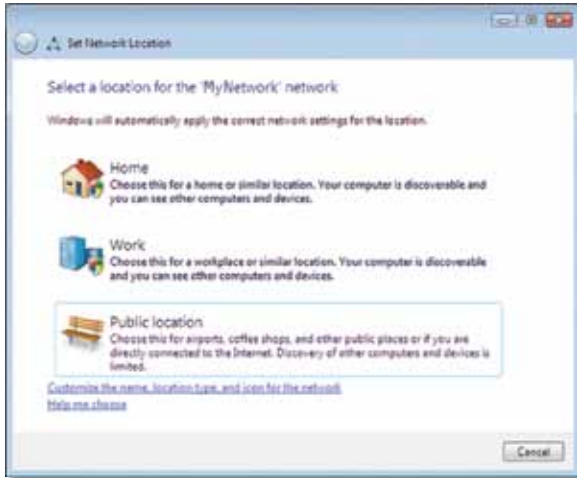 Set Network Location
Select a location for the 'MyNetwork' network
Windows will automatically apply the correct network settings for the location.
Home
Choose this for a home or similar location. Your computer is discoverable and
you can see other computers and devices.
Work
Choose this for a workplace or similar location. Your computer is discoverable
and you can see other computers and devices.
Public location
Choose this for airports, coffee shops, and other public places or if you are
directly connected to the Internet. Discovery of other computers and devices is
limited.
Customize the name, location type, and icon for the network
Help me choose
Cancel